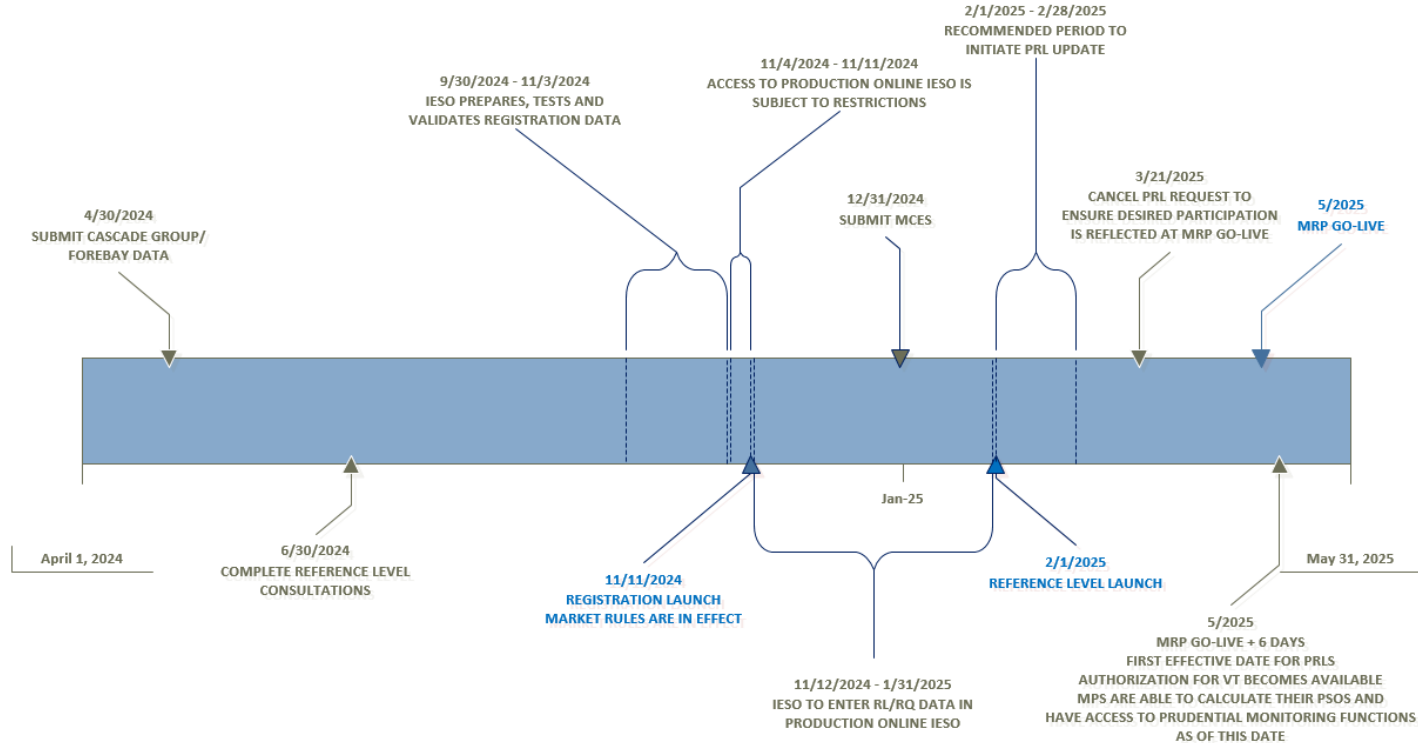 2/1/2025 - 2/28/2025
RECOMMENDED PERIOD TO
INITIATE PRL UPDATE
11/4/2024 - 11/11/2024
ACCESS TO PRODUCTION ONLINE IESO IS
SUBJECT TO RESTRICTIONS
9/30/2024 - 11/3/2024
IESO PREPARES, TESTS AND
VALIDATES REGISTRATION DATA
3/21/2025
CANCEL PRL REQUEST TO
ENSURE DESIRED PARTICIPATION
IS REFLECTED AT MRP GO-LIVE
12/31/2024
SUBMIT MCES
5/2025
MRP GO-LIVE
4/30/2024
SUBMIT CASCADE GROUP/
FOREBAY DATA
Jan-25
April 1, 2024
May 31, 2025
6/30/2024
COMPLETE REFERENCE LEVEL
CONSULTATIONS
11/11/2024
REGISTRATION LAUNCH
MARKET RULES ARE IN EFFECT
2/1/2025
REFERENCE LEVEL LAUNCH
11/12/2024 - 1/31/2025
IESO TO ENTER RL/RQ DATA IN
PRODUCTION ONLINE IESO
5/2025
MRP GO-LIVE + 6 DAYS
FIRST EFFECTIVE DATE FOR PRLS
AUTHORIZATION FOR VT BECOMES AVAILABLE
MPS ARE ABLE TO CALCULATE THEIR PSOS AND
HAVE ACCESS TO PRUDENTIAL MONITORING FUNCTIONS
AS OF THIS DATE